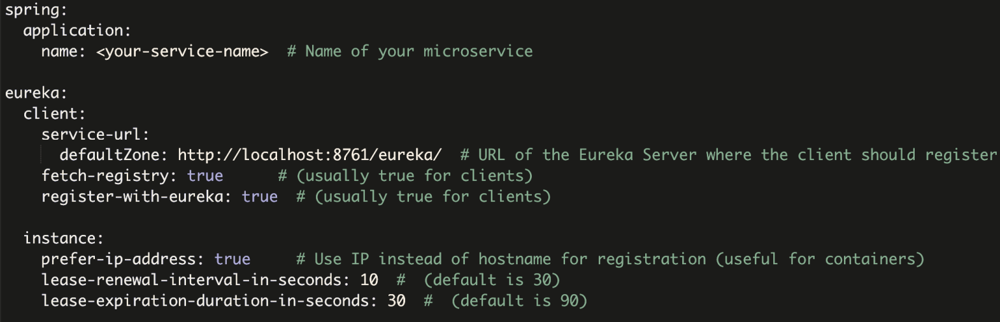 spring:
  application:
    name: <your-service-name>  # Name of your microservice

eureka:
  client:
    service-url:
      defaultZone: http://localhost:8761/eureka/  # URL of the Eureka Server where the client should register
    fetch-registry: true      # (usually true for clients)
    register-with-eureka: true  # (usually true for clients)

  instance:
    prefer-ip-address: true     # Use IP instead of hostname for registration (useful for containers)
    lease-renewal-interval-in-seconds: 10  #  (default is 30)
    lease-expiration-duration-in-seconds: 30  #  (default is 90)